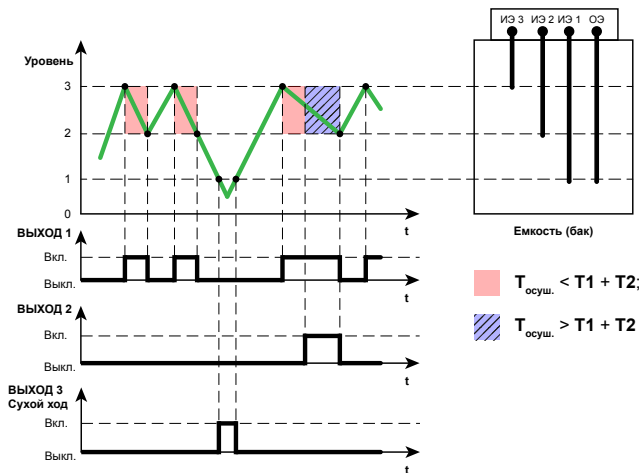 Уровень
3
2
1
0
t
ВЫХОД 1
Вкл.
Выкл.
t
ВЫХОД 2
Вкл.
Выкл.
t
ВЫХОД 3
Сухой ход
Вкл.
Выкл.
t
ИЭ 3 ИЭ 2 ИЭ 1 ОЭ
Емкость (бак)
Tосуш. < T1 + T2;
Tосуш. > T1 + T2